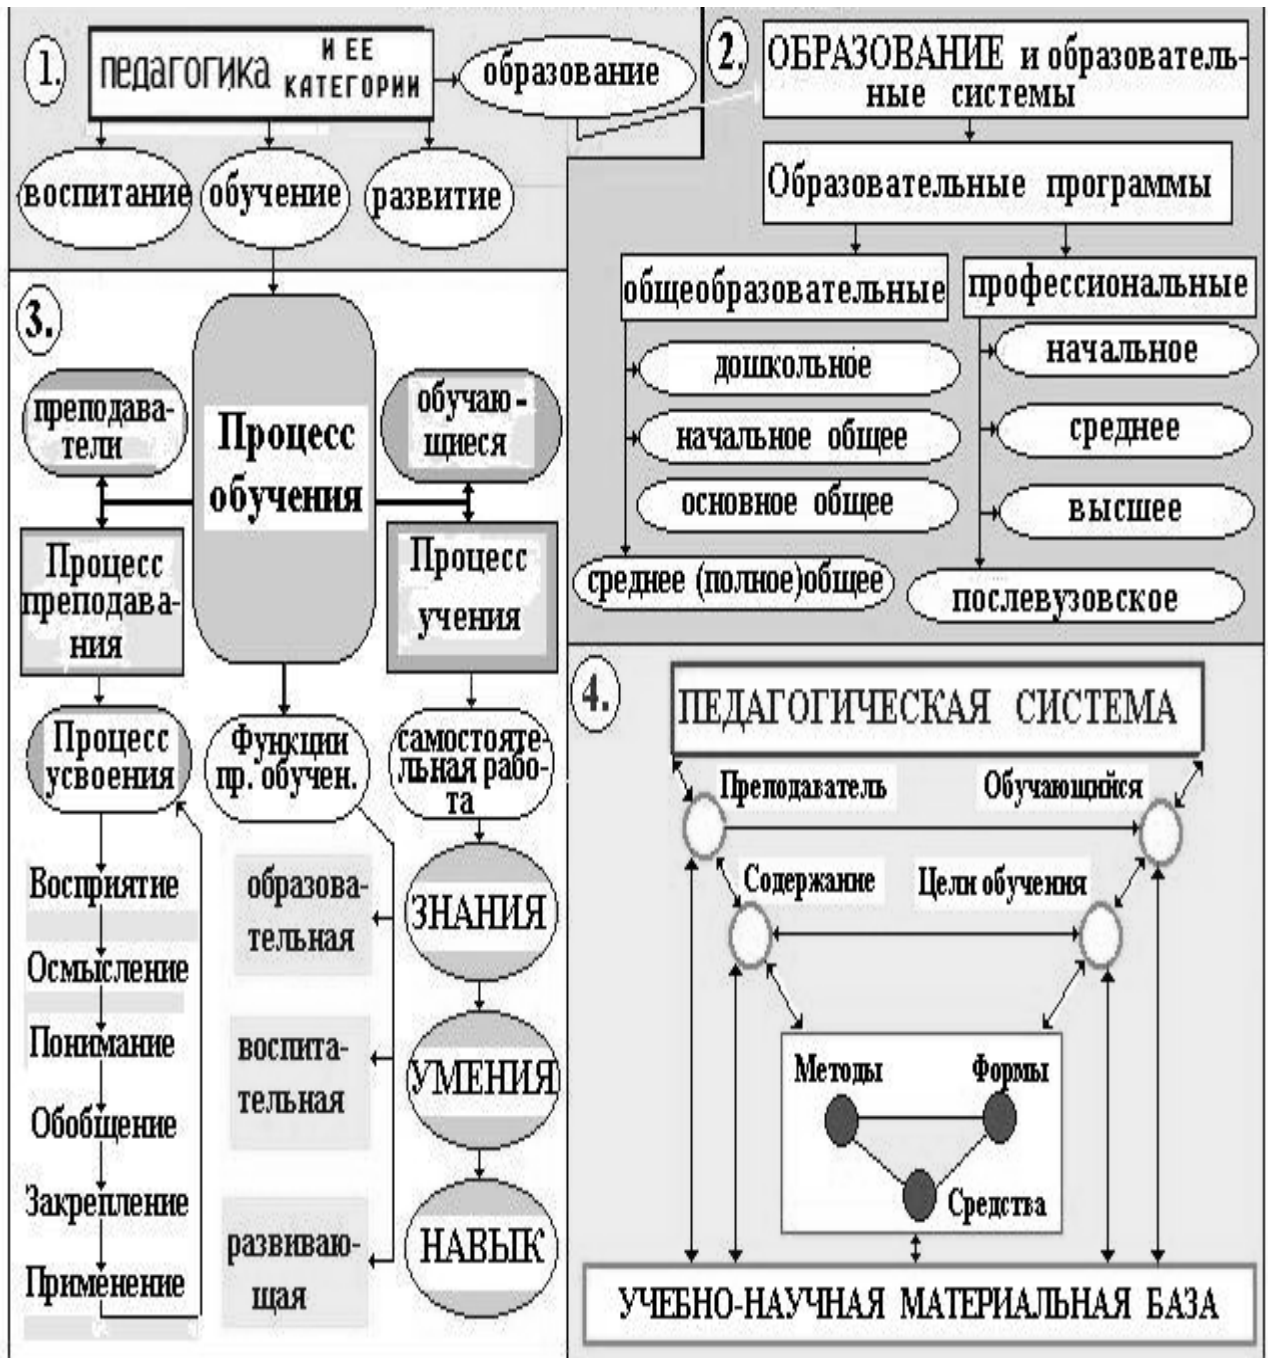 1.
педагогика
И ЕЕ
КАТЕГОРИИ
образование
воспитание
обучение
развитие
2.
ОБРАЗОВАНИЕ и образователь-
ные системы
Образовательные программы
общеобразовательные
профессиональные
дошкольное
начальное общее
основное общее
среднее (полное)общее
начальное
среднее
высшее
послевузовское
3.
преподава-
тели
Процесс
обучения
обучаю-
щиеся
Процесс
преподава-
ния
Процесс
учения
Процесс
усвоения
Функции
пр. обучен.
самостояте-
льная рабо-
та
Восприятие
Осмысление
Понимание
Обобщение
Закрепление
Применение
образова-
тельная
воспита-
тельная
развиваю-
щая
ЗНАНИЯ
УМЕНИЯ
НАВЫК
4.
ПЕДАГОГИЧЕСКАЯ СИСТЕМА
Преподаватель
Обучающийся
Содержание
Цели обучения
Методы
Формы
Средства
УЧЕБНО-НАУЧНАЯ МАТЕРИАЛЬНАЯ БАЗА